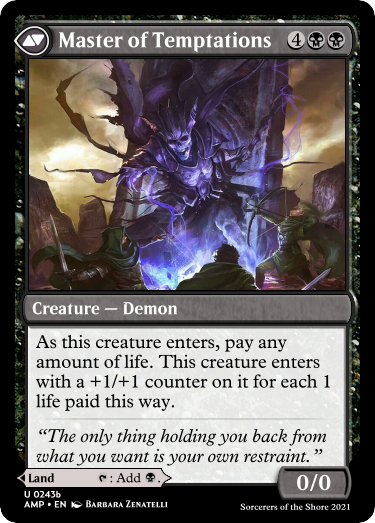 Master of Temptations 4
Creature — Demon
As this creature enters, pay any
amount of life. This creature enters
with a +1/+1 counter on it for each 1
life paid this way.
“The only thing holding you back from
what you want is your own restraint.”
Land : Add .
0/0
U 0243b
AMP • EN Barbara Zenatelli
Sorcerers of the Shore 2021